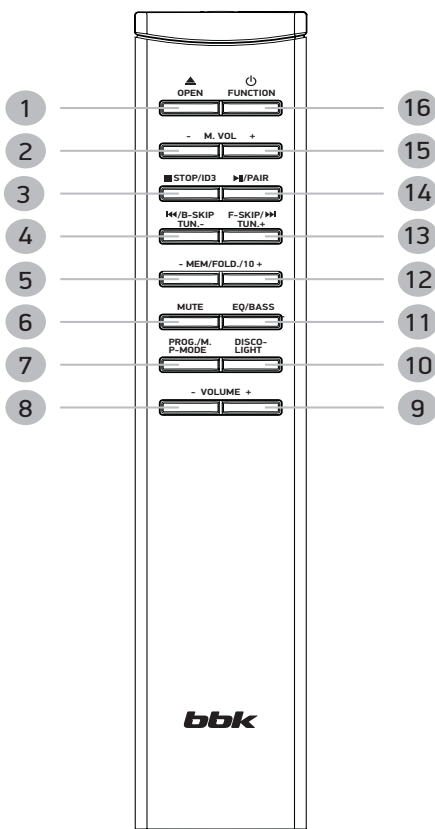 ▲ ⏻
OPEN FUNCTION
1 16
- M. VOL +
2 15
■STOP/ID3 ▶II/PAIR
3 14
I◀◀/B-SKIP F-SKIP/▶▶I
TUN.- TUN.+
4 13
- MEM/FOLD./10 +
5 12
MUTE EQ/BASS
6 11
PROG./M. DISCO-
P-MODE LIGHT
7 10
- VOLUME +
8 9
bbk